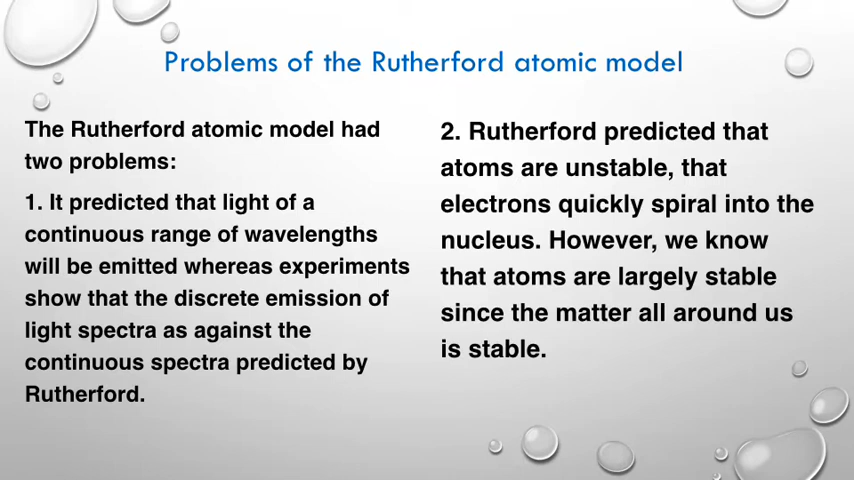 Problems of the Rutherford atomic model
The Rutherford atomic model had
two problems:
1. It predicted that light of a
continuous range of wavelengths
will be emitted whereas experiments
show that the discrete emission of
light spectra as against the
continuous spectra predicted by
Rutherford.
2. Rutherford predicted that
atoms are unstable, that
electrons quickly spiral into the
nucleus. However, we know
that atoms are largely stable
since the matter all around us
is stable.